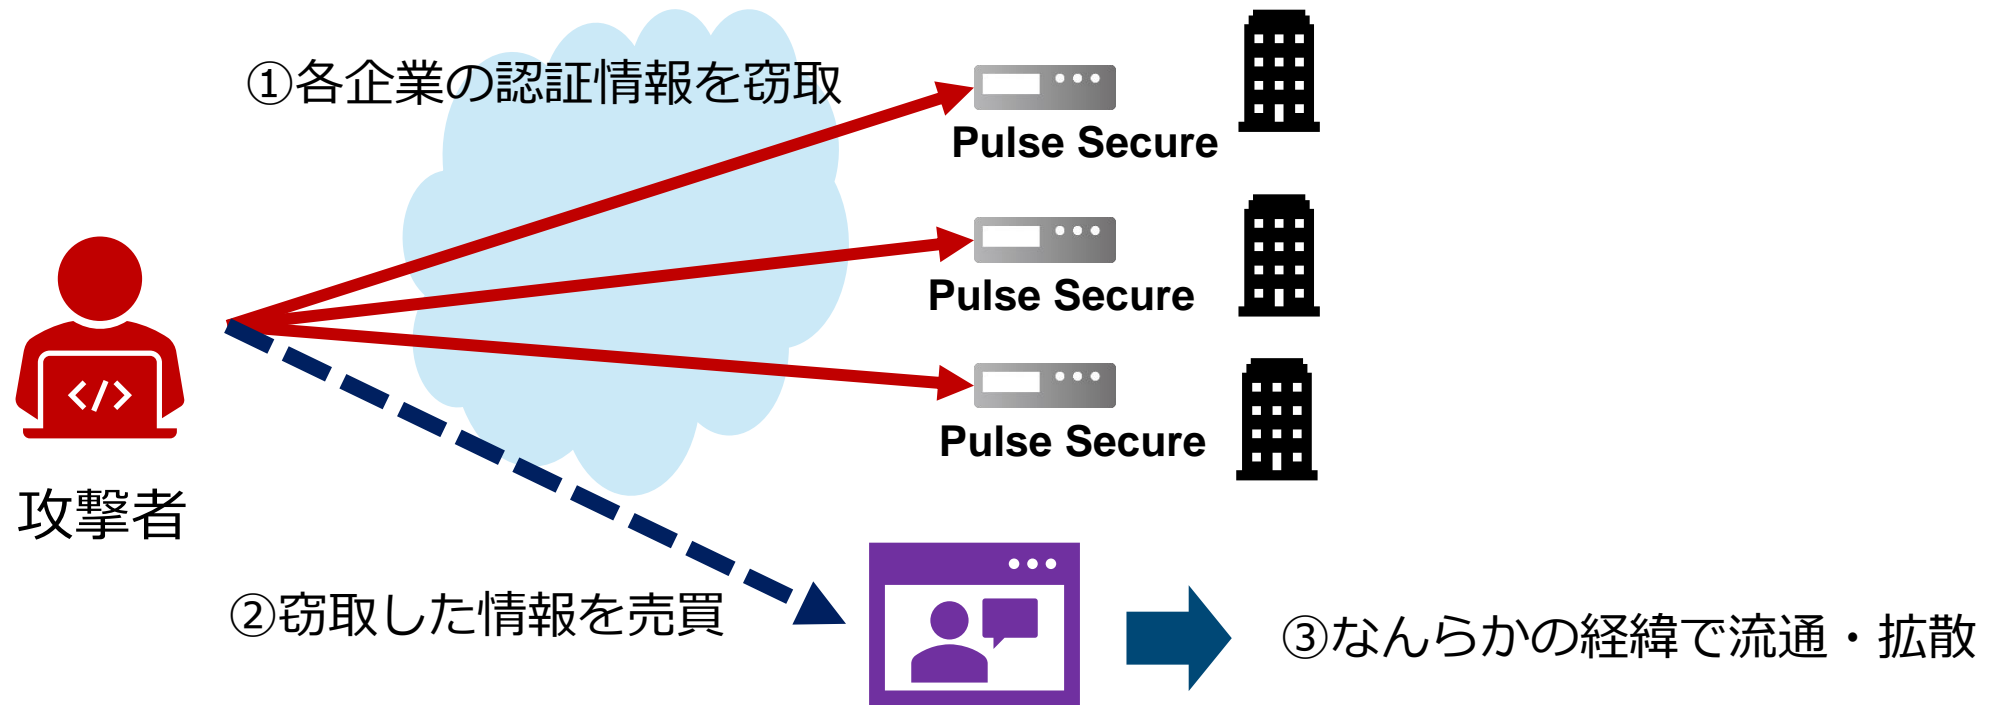 ①各企業の認証情報を窃取
Pulse Secure
Pulse Secure
Pulse Secure
攻撃者
②窃取した情報を売買
③なんらかの経緯で流通・拡散